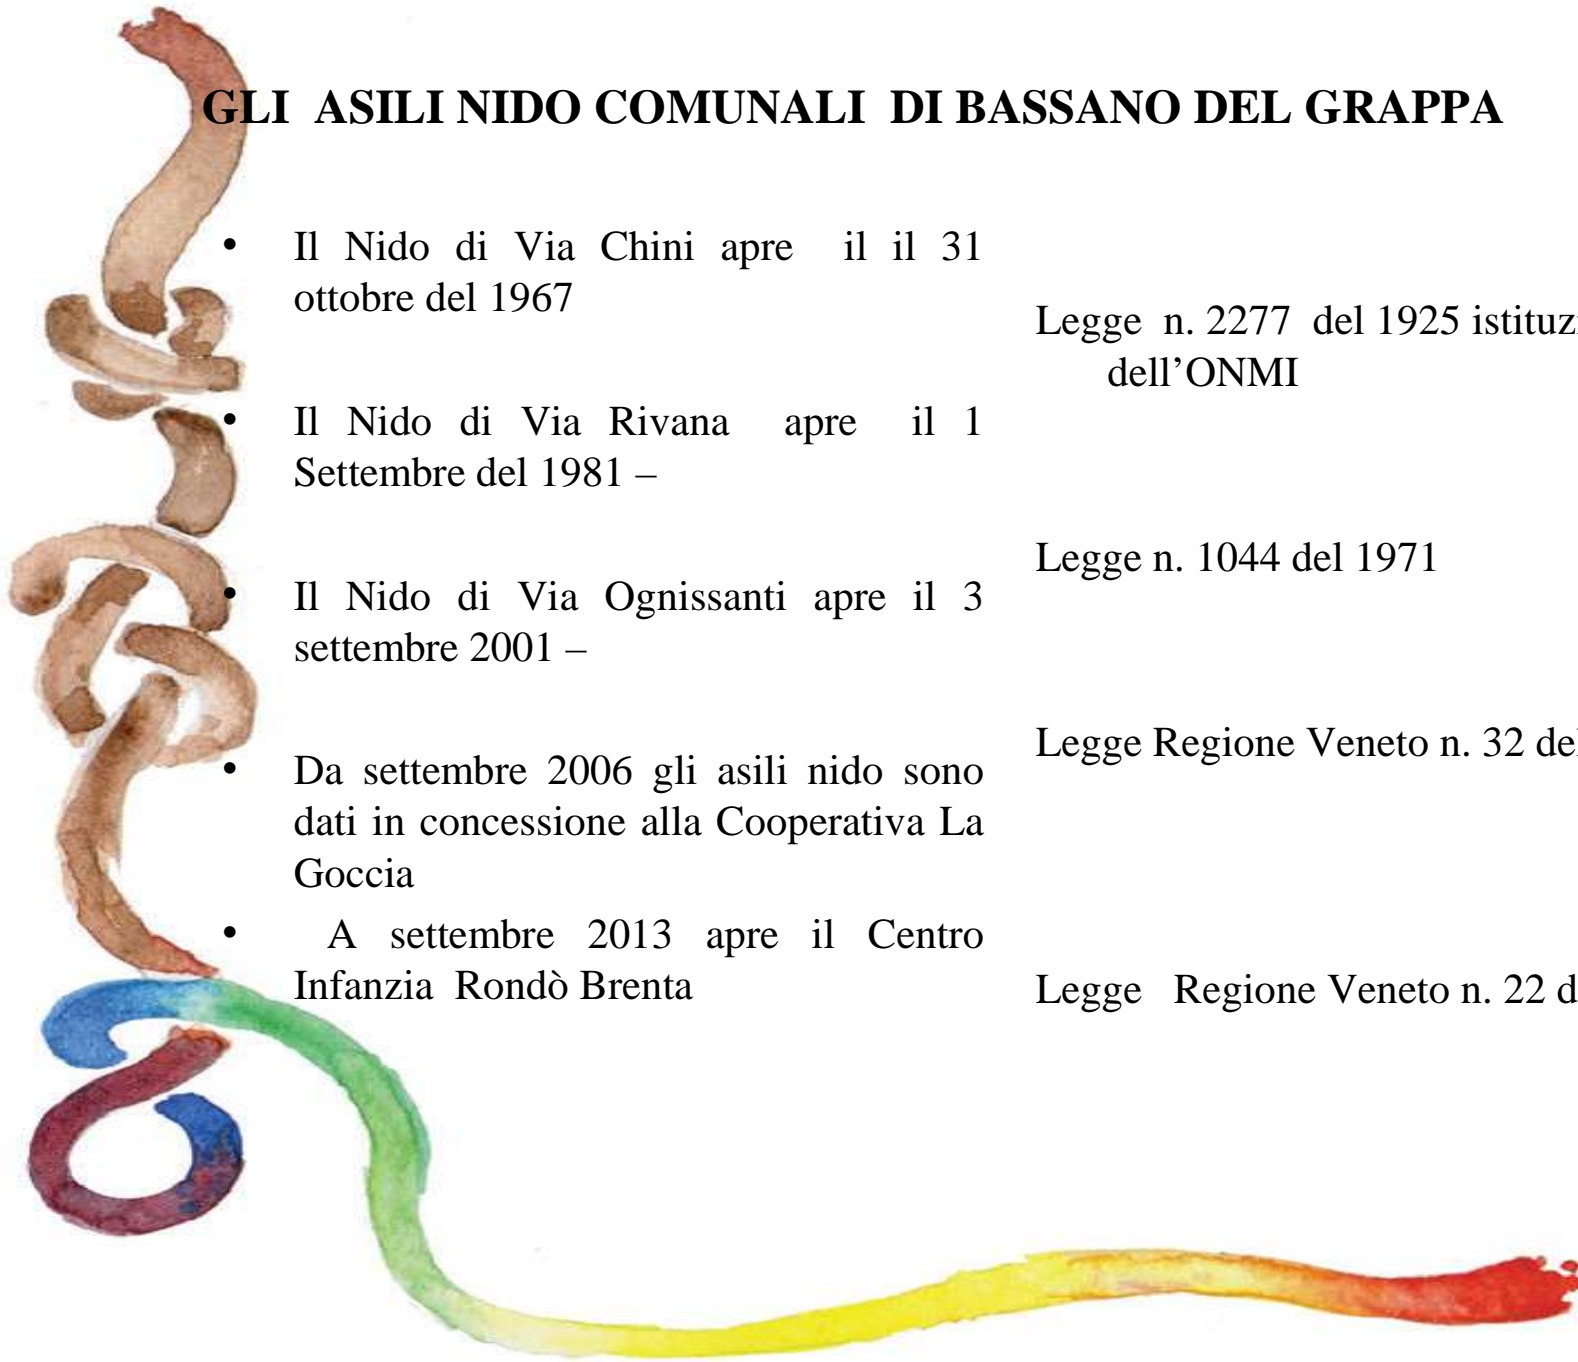 GLI ASILI NIDO COMUNALI DI BASSANO DEL GRAPPA
• Il Nido di Via Chini apre il il 31
ottobre del 1967
• Il Nido di Via Rivana apre il 1
Settembre del 1981 –
• Il Nido di Via Ognissanti apre il 3
settembre 2001 –
• Da settembre 2006 gli asili nido sono
dati in concessione alla Cooperativa La
Goccia
• A settembre 2013 apre il Centro
Infanzia Rondò Brenta
Legge n. 2277 del 1925
dell'ONMI
Legge n. 1044 del 1971
Legge Regione Veneto n. 32
Legge Regione Veneto n. 22